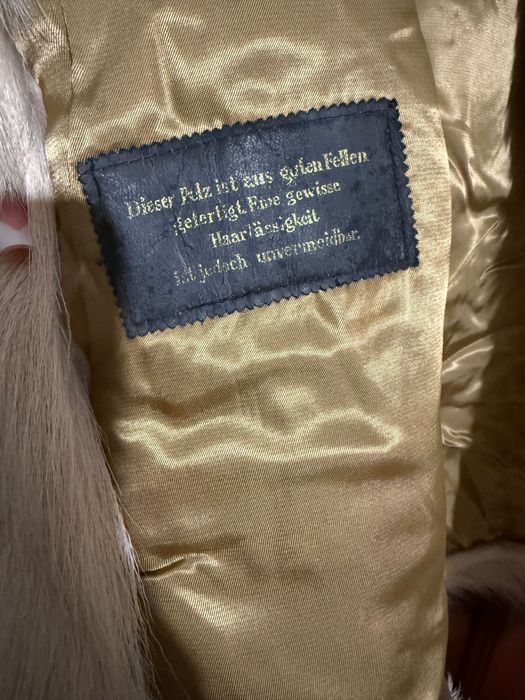 Dieser Pelz ist aus guten Fellen
gefertigt. Eine gewisse
Haarlässigkeit
ist jedoch unvermeidbar.